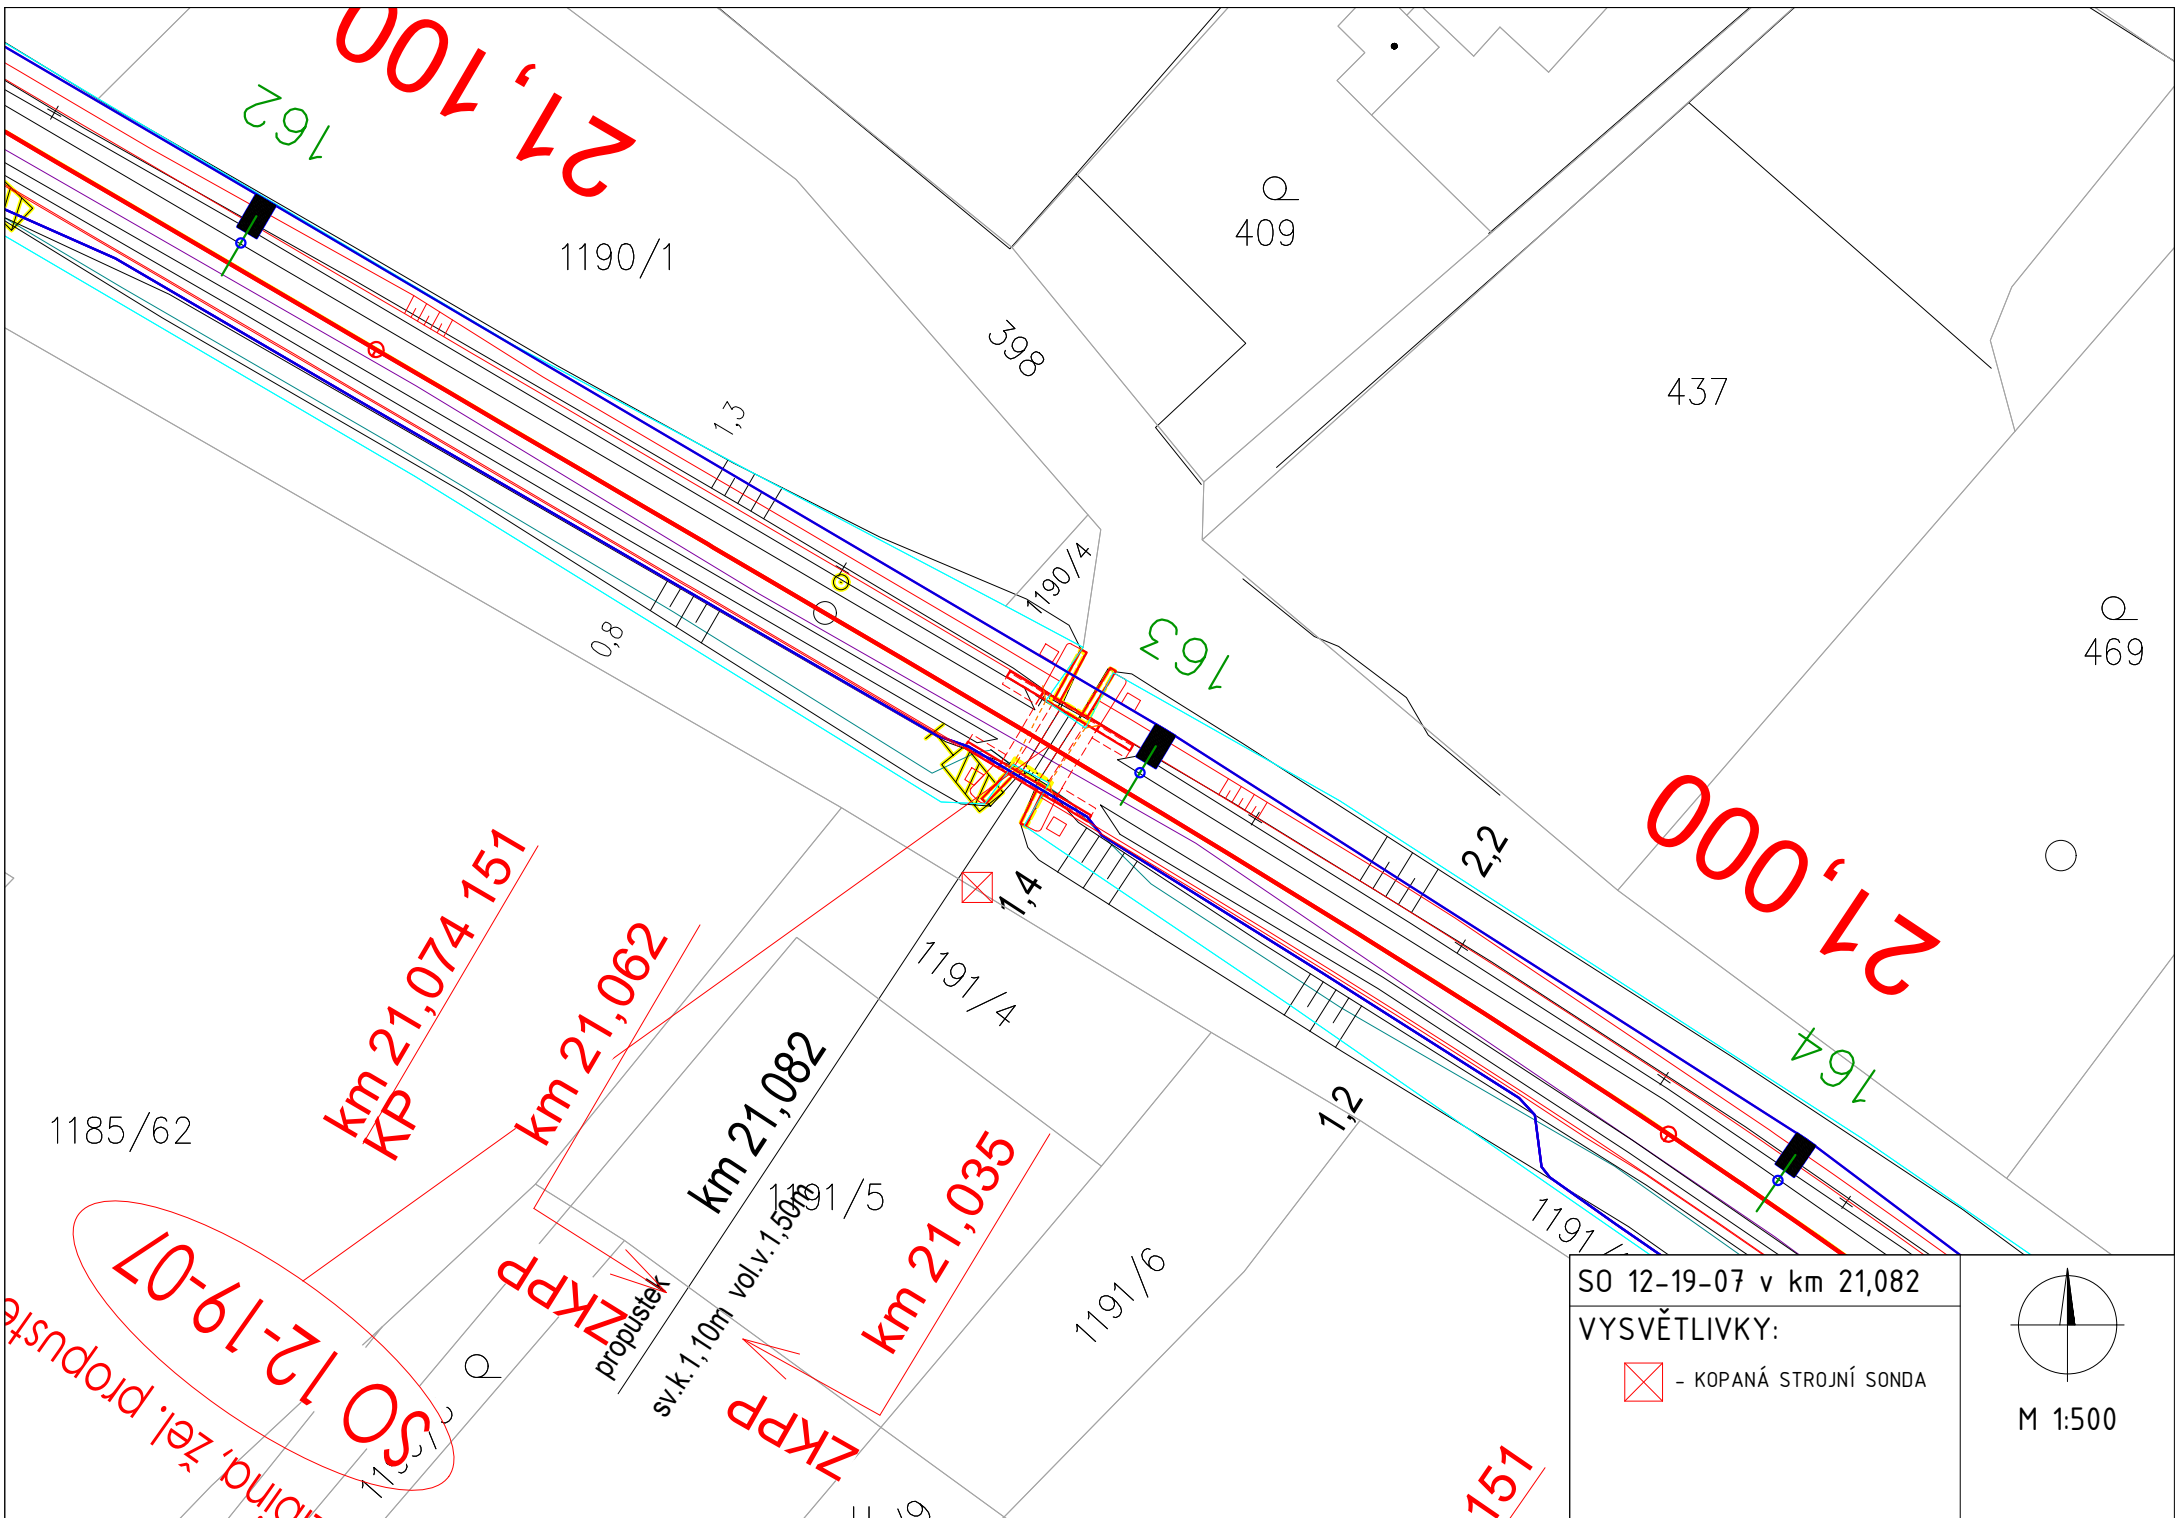 21,100
162
1190/1
409
398
437
1,3
1190/4
0,8
163
469
21,000
2,2
1,4
164
1191/4
1,2
km 21,074 151
KP
km 21,062
km 21,082
propustek
sv.k.1,10m vol.v.1,50m
km 21,035
ZKPP
ZKPP
1185/62
1191/5
1191/6
1191/
SO 12-19-07
žel. propuste
151
SO 12-19-07 v km 21,082
VYSVĚTLIVKY:
- KOPANÁ STROJNÍ SONDA
M 1:500